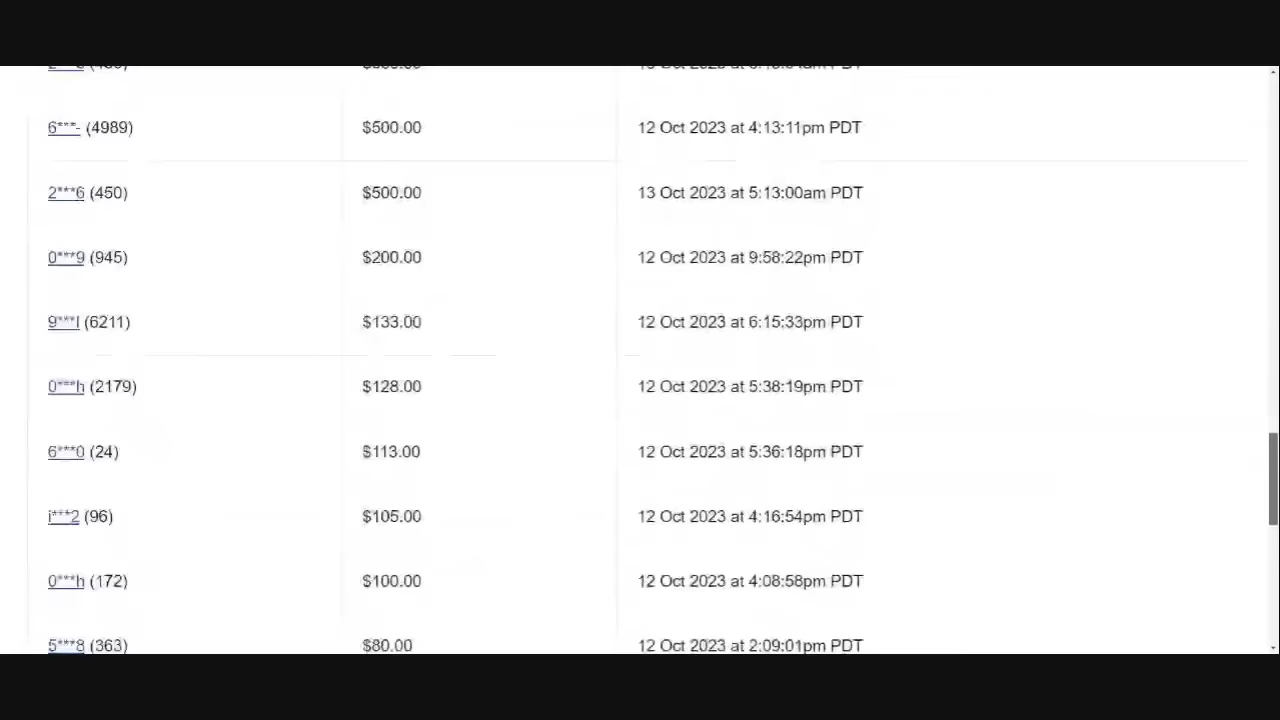 6***- (4989) $500.00 12 Oct 2023 at 4:13:11pm PDT
2***6 (450) $500.00 13 Oct 2023 at 5:13:00am PDT
0***9 (945) $200.00 12 Oct 2023 at 9:58:22pm PDT
9***l (6211) $133.00 12 Oct 2023 at 6:15:33pm PDT
0***h (2179) $128.00 12 Oct 2023 at 5:38:19pm PDT
6***0 (24) $113.00 12 Oct 2023 at 5:36:18pm PDT
i***2 (96) $105.00 12 Oct 2023 at 4:16:54pm PDT
0***h (172) $100.00 12 Oct 2023 at 4:08:58pm PDT
5***8 (363) $80.00 12 Oct 2023 at 2:09:01pm PDT